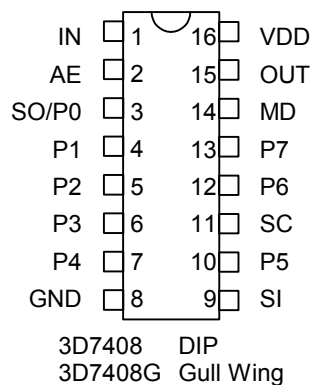 IN 1 16 VDD
AE 2 15 OUT
SO/P0 3 14 MD
P1 4 13 P7
P2 5 12 P6
P3 6 11 SC
P4 7 10 P5
GND 8 9 SI
3D7408 DIP
3D7408G Gull Wing